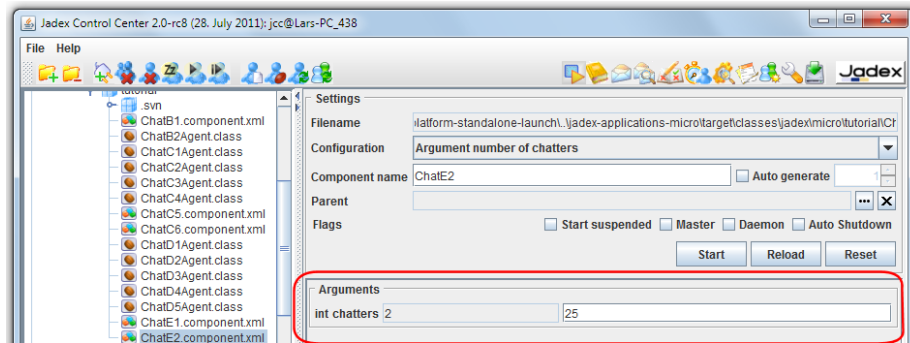 Jadex Control Center 2.0-rc8 (28. July 2011): jcc@Lars-PC_438
File Help
Jadex
tutorial
.svn
ChatB1.component.xml
ChatB2Agent.class
ChatC1Agent.class
ChatC2Agent.class
ChatC3Agent.class
ChatC4Agent.class
ChatC5.component.xml
ChatC6.component.xml
ChatD1Agent.class
ChatD2Agent.class
ChatD3Agent.class
ChatD4Agent.class
ChatD5Agent.class
ChatE1.component.xml
ChatE2.component.xml
Settings
Filename latform-standalone-launch\..\jadex-applications-micro\target\classes\jadex\micro\tutorial\Ch
Configuration Argument number of chatters
Component name ChatE2 Auto generate 1
Parent ...
Flags Start suspended Master Daemon Auto Shutdown
Start Reload Reset
Arguments
int chatters 2 25